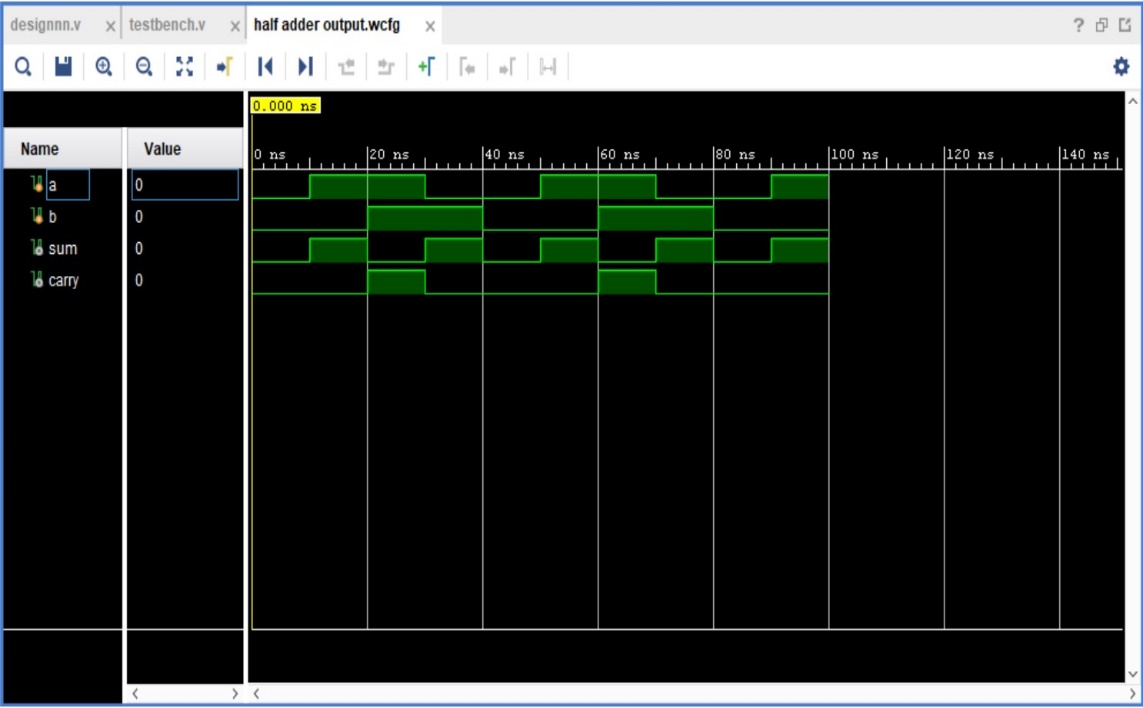 designnn.v × testbench.v × half adder output.wcfg × ?
0.000 ns
Name Value
0 ns 20 ns 40 ns 60 ns 80 ns 100 ns 120 ns 140 ns
a 0
b 0
sum 0
carry 0